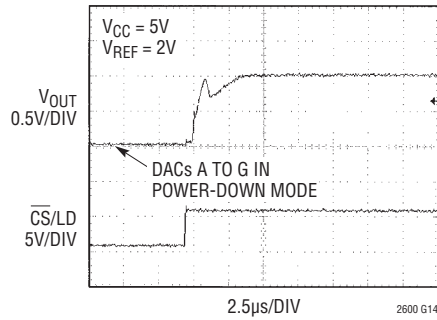 VCC = 5V
VREF = 2V
VOUT
0.5V/DIV
DACs A TO G IN
POWER-DOWN MODE
CS/LD
5V/DIV
2.5µs/DIV
2600 G14